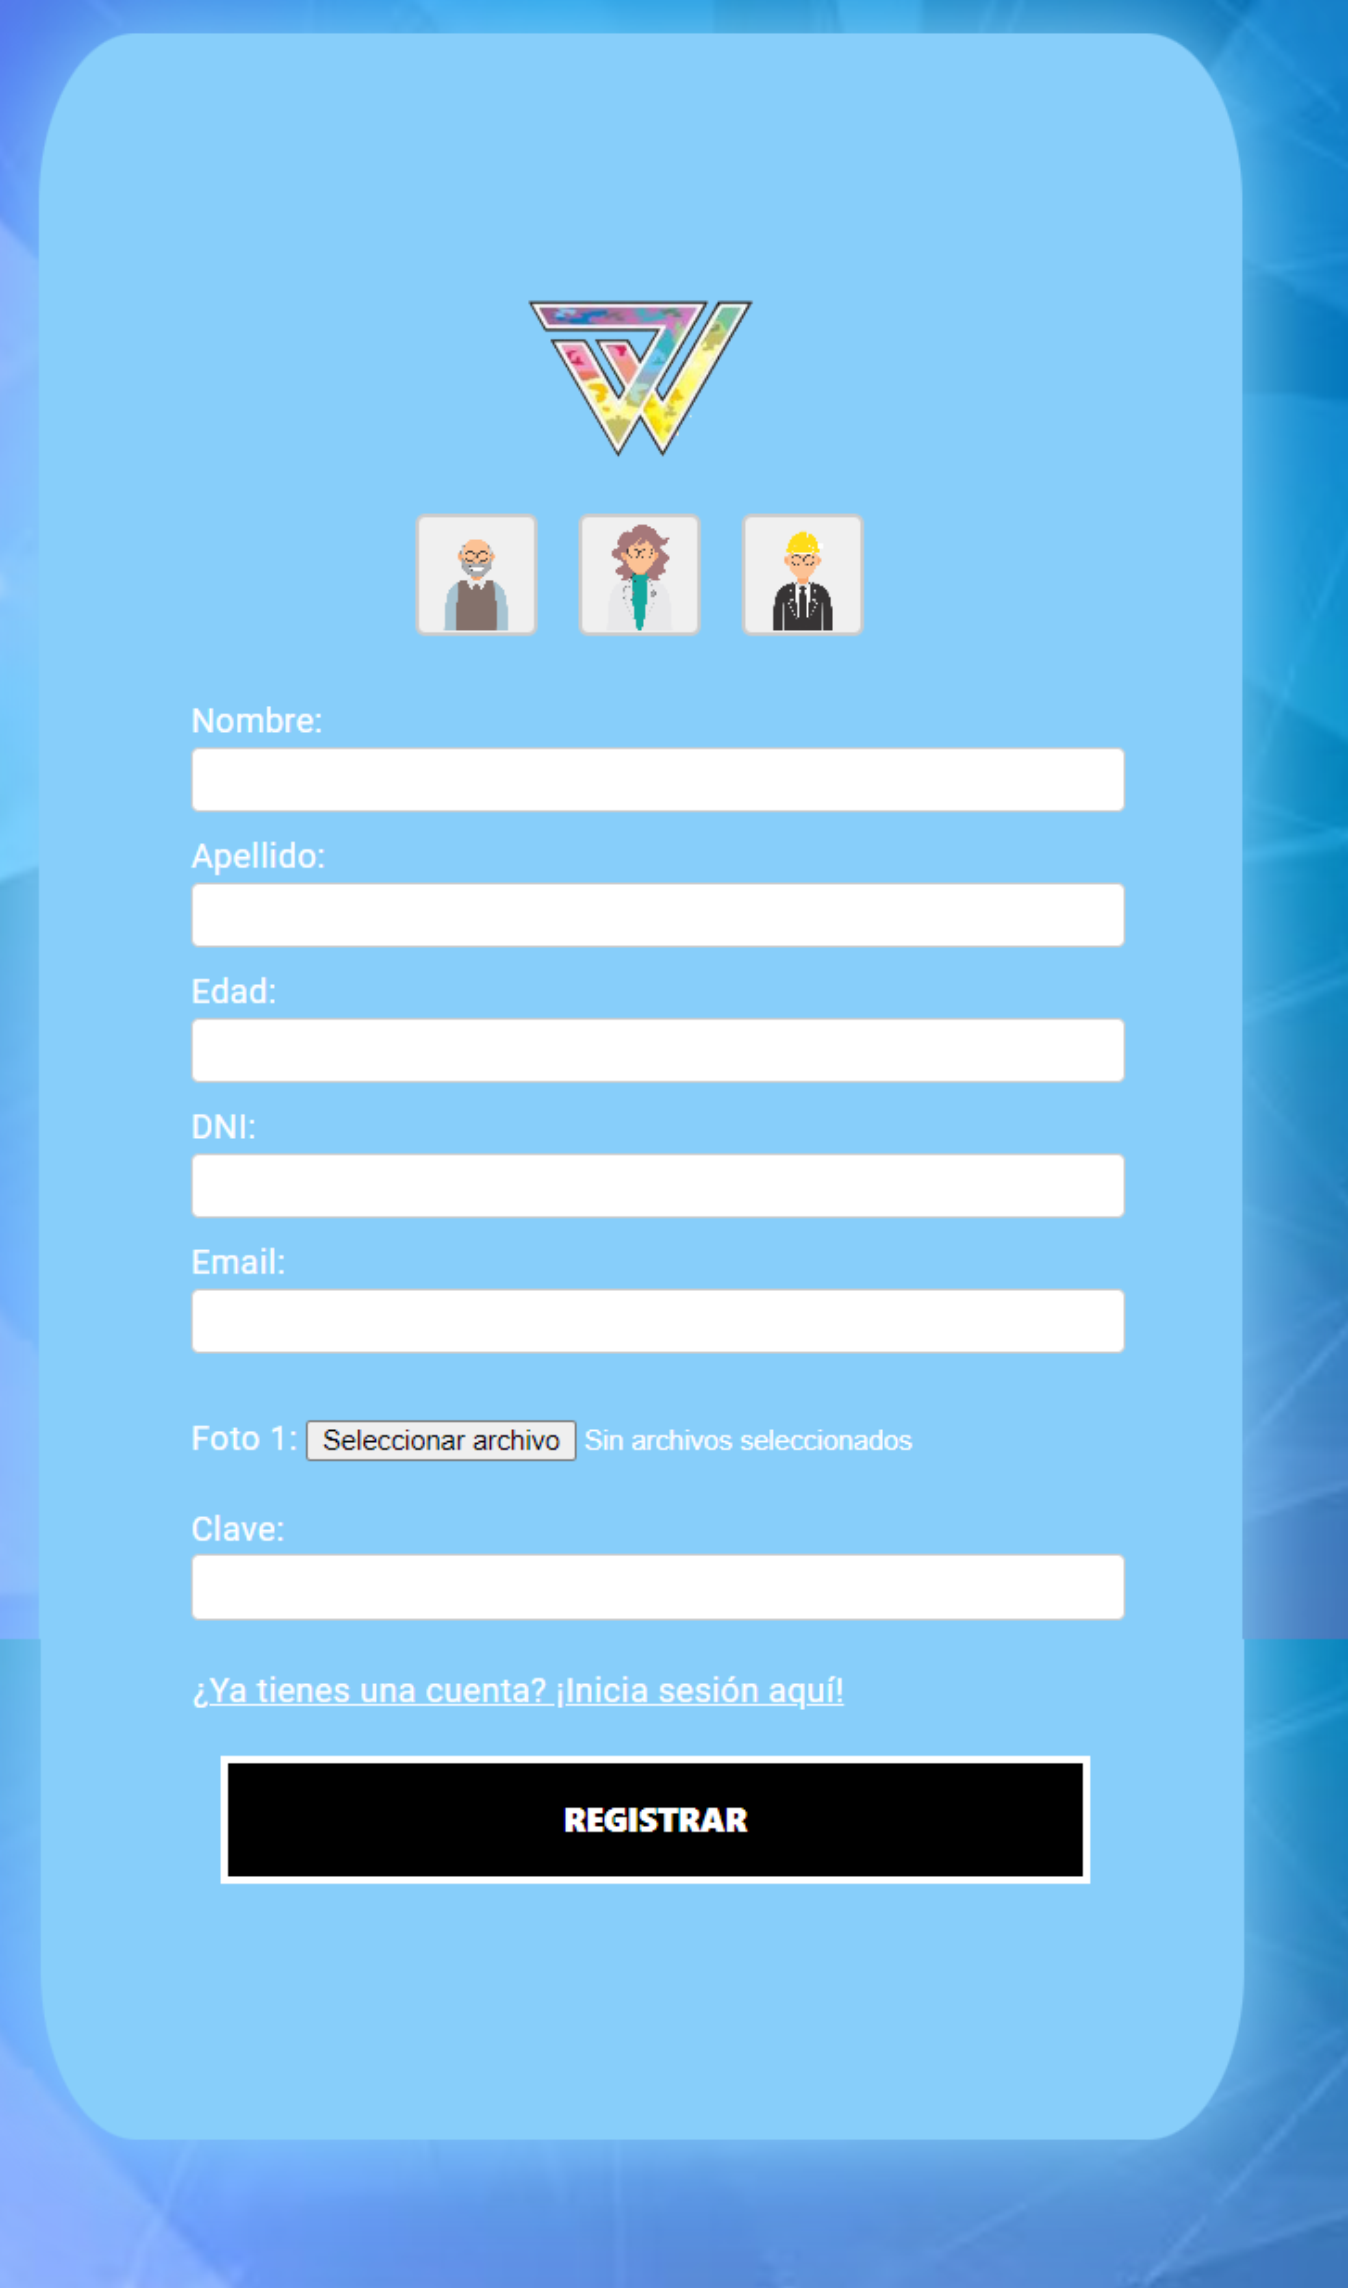 Nombre:
Apellido:
Edad:
DNI:
Email:
Foto 1: Seleccionar archivo Sin archivos seleccionados
Clave:
¿Ya tienes una cuenta? ¡Inicia sesión aquí!
REGISTRAR